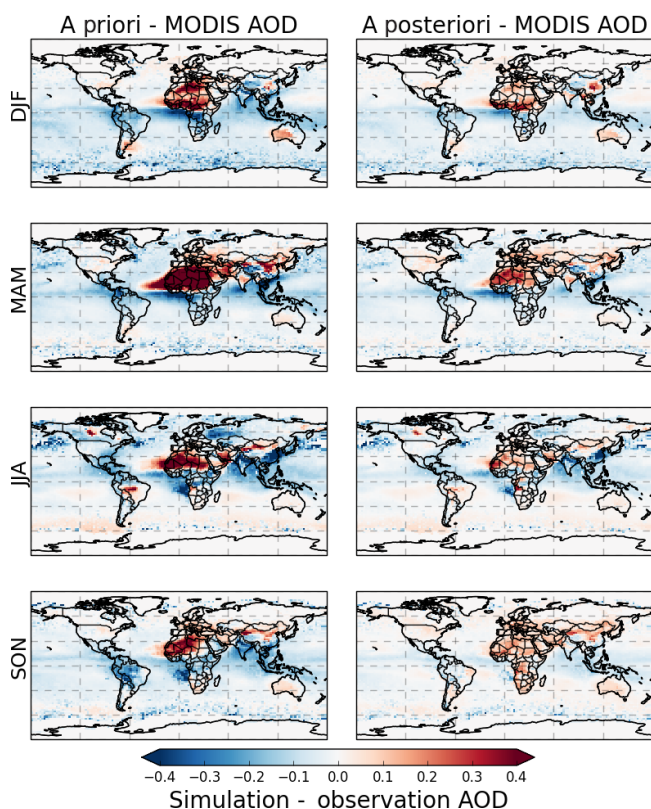 A priori - MODIS AOD
A posteriori - MODIS AOD
DJF
MAM
JJA
SON
−0.4 −0.3 −0.2 −0.1 0.0 0.1 0.2 0.3 0.4
Simulation - observation AOD